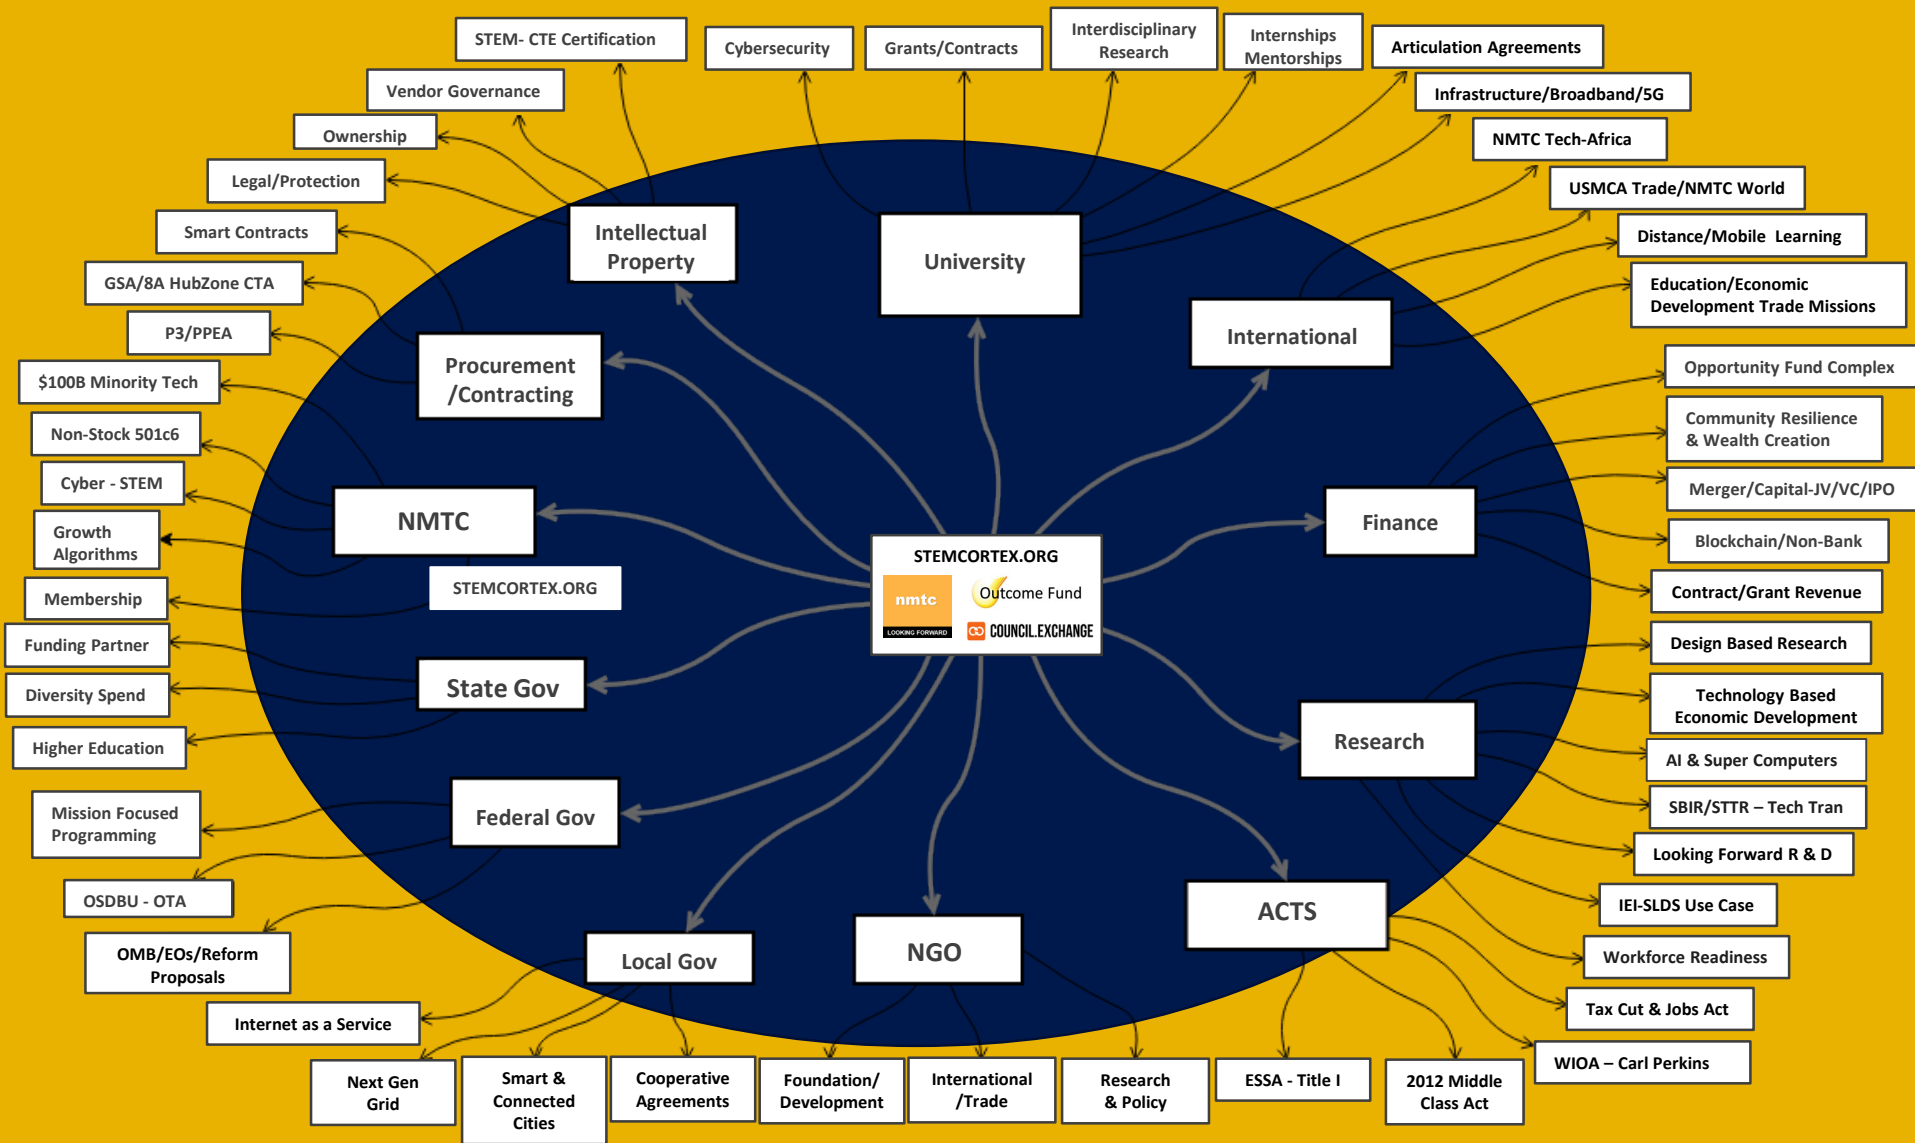 STEM- CTE Certification
Cybersecurity
Grants/Contracts
Interdisciplinary
Research
Internships
Mentorships
Articulation Agreements
Vendor Governance
Infrastructure/Broadband/5G
Ownership
NMTC Tech-Africa
Legal/Protection
USMCA Trade/NMTC World
Smart Contracts
Distance/Mobile  Learning
GSA/8A HubZone CTA
Education/Economic
Development Trade Missions
P3/PPEA
$100B Minority Tech
Opportunity Fund Complex
Non-Stock 501c6
Community Resilience
& Wealth Creation
Cyber - STEM
Merger/Capital-JV/VC/IPO
Growth
Algorithms
Blockchain/Non-Bank
Membership
Contract/Grant Revenue
Funding Partner
Design Based Research
Diversity Spend
Technology Based
Economic Development
Higher Education
AI & Super Computers
Mission Focused
Programming
SBIR/STTR – Tech Tran
Looking Forward R & D
OSDBU - OTA
IEI-SLDS Use Case
OMB/EOs/Reform
Proposals
Workforce Readiness
Internet as a Service
Tax Cut & Jobs Act
WIOA – Carl Perkins
Next Gen
Grid
Smart &
Connected
Cities
Cooperative
Agreements
Foundation/
Development
International
/Trade
Research
& Policy
ESSA - Title I
2012 Middle
Class Act
Intellectual
Property
University
International
Procurement
/Contracting
Finance
NMTC
STEMCORTEX.ORG
STEMCORTEX.ORG
nmtc
LOOKING FORWARD
Outcome Fund
COUNCIL.EXCHANGE
State Gov
Research
Federal Gov
ACTS
Local Gov
NGO